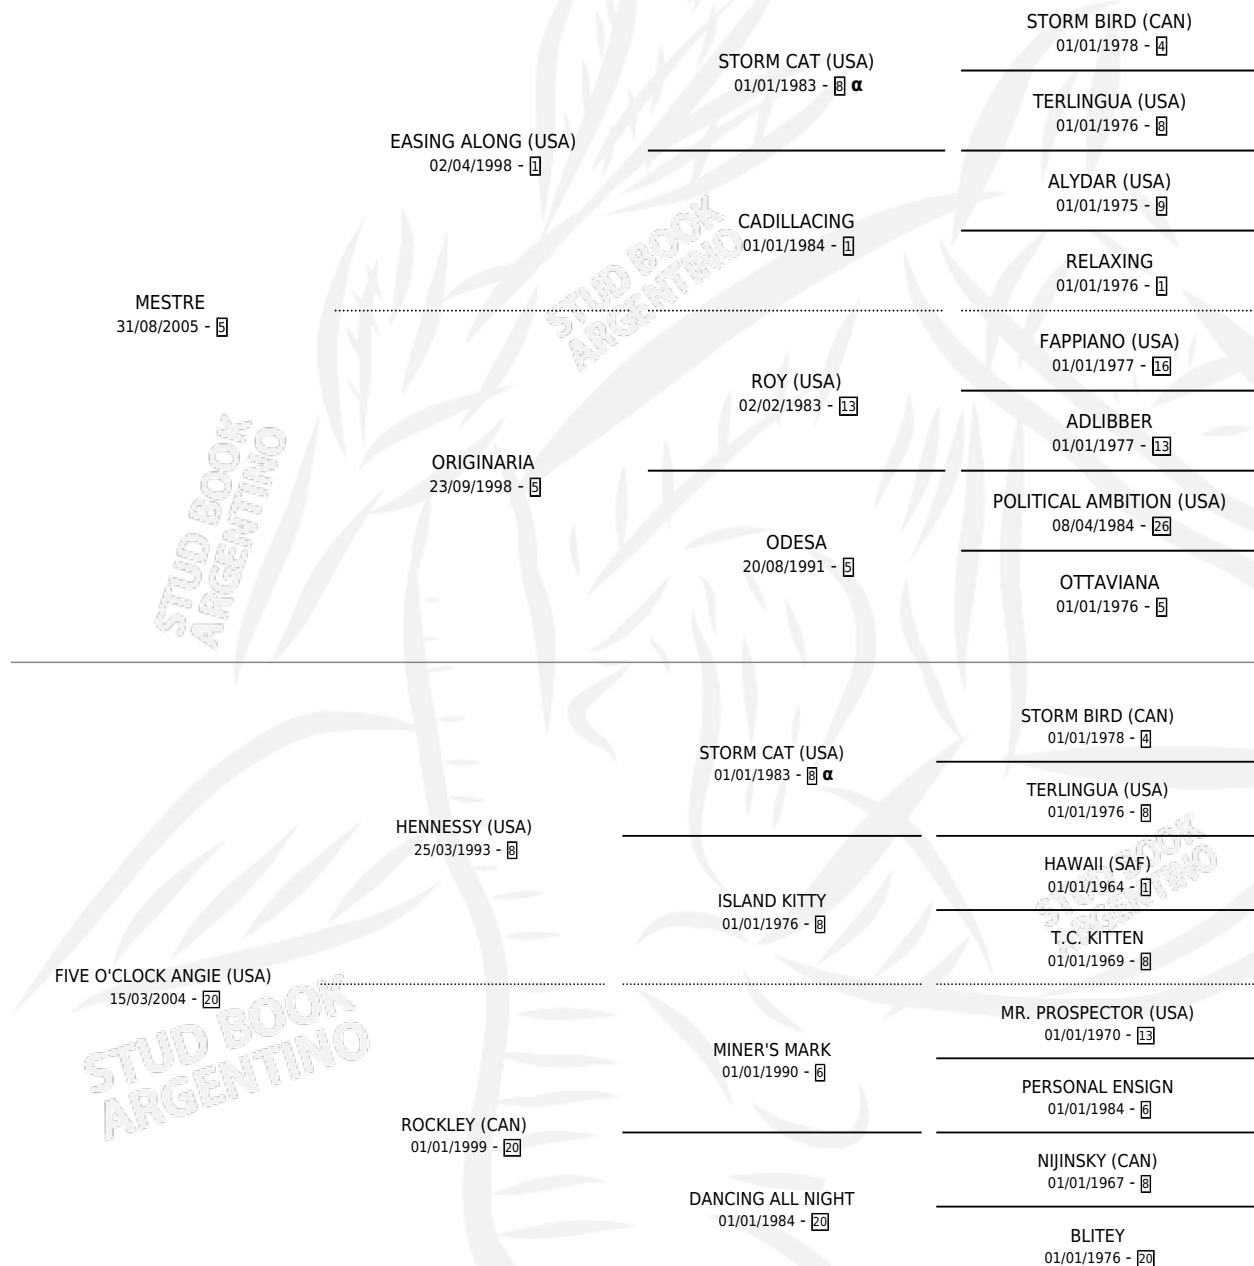 STORM BIRD (CAN)
01/01/1978 - 4
STORM CAT (USA)
01/01/1983 - 8 α
TERLINGUA (USA)
01/01/1976 - 8
EASING ALONG (USA)
02/04/1998 - 1
ALYDAR (USA)
01/01/1975 - 9
CADILLACING
01/01/1984 - 1
RELAXING
01/01/1976 - 1
MESTRE
31/08/2005 - 5
FAPPIANO (USA)
01/01/1977 - 16
ROY (USA)
02/02/1983 - 13
ADLIBBER
01/01/1977 - 13
ORIGINARIA
23/09/1998 - 5
POLITICAL AMBITION (USA)
08/04/1984 - 26
ODESA
20/08/1991 - 5
OTTAVIANA
01/01/1976 - 5
STUD BOOK
ARGENTINO
STUD BOOK
ARGENTINO
STORM BIRD (CAN)
01/01/1978 - 4
STORM CAT (USA)
01/01/1983 - 8 α
TERLINGUA (USA)
01/01/1976 - 8
HENNESSY (USA)
25/03/1993 - 8
HAWAII (SAF)
01/01/1964 - 1
ISLAND KITTY
01/01/1976 - 8
T.C. KITTEN
01/01/1969 - 8
STUD BOOK
ARGENTINO
FIVE O'CLOCK ANGIE (USA)
15/03/2004 - 20
MR. PROSPECTOR (USA)
01/01/1970 - 13
MINER'S MARK
01/01/1990 - 6
PERSONAL ENSIGN
01/01/1984 - 6
STUD BOOK
ARGENTINO
ROCKLEY (CAN)
01/01/1999 - 20
NIJINSKY (CAN)
01/01/1967 - 8
DANCING ALL NIGHT
01/01/1984 - 20
BLITEY
01/01/1976 - 20